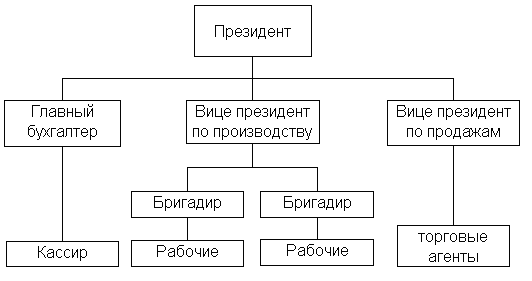 Президент
Главный
бухгалтер
Вице президент
по производству
Вице президент
по продажам
Бригадир
Бригадир
Кассир
Рабочие
Рабочие
торговые
агенты